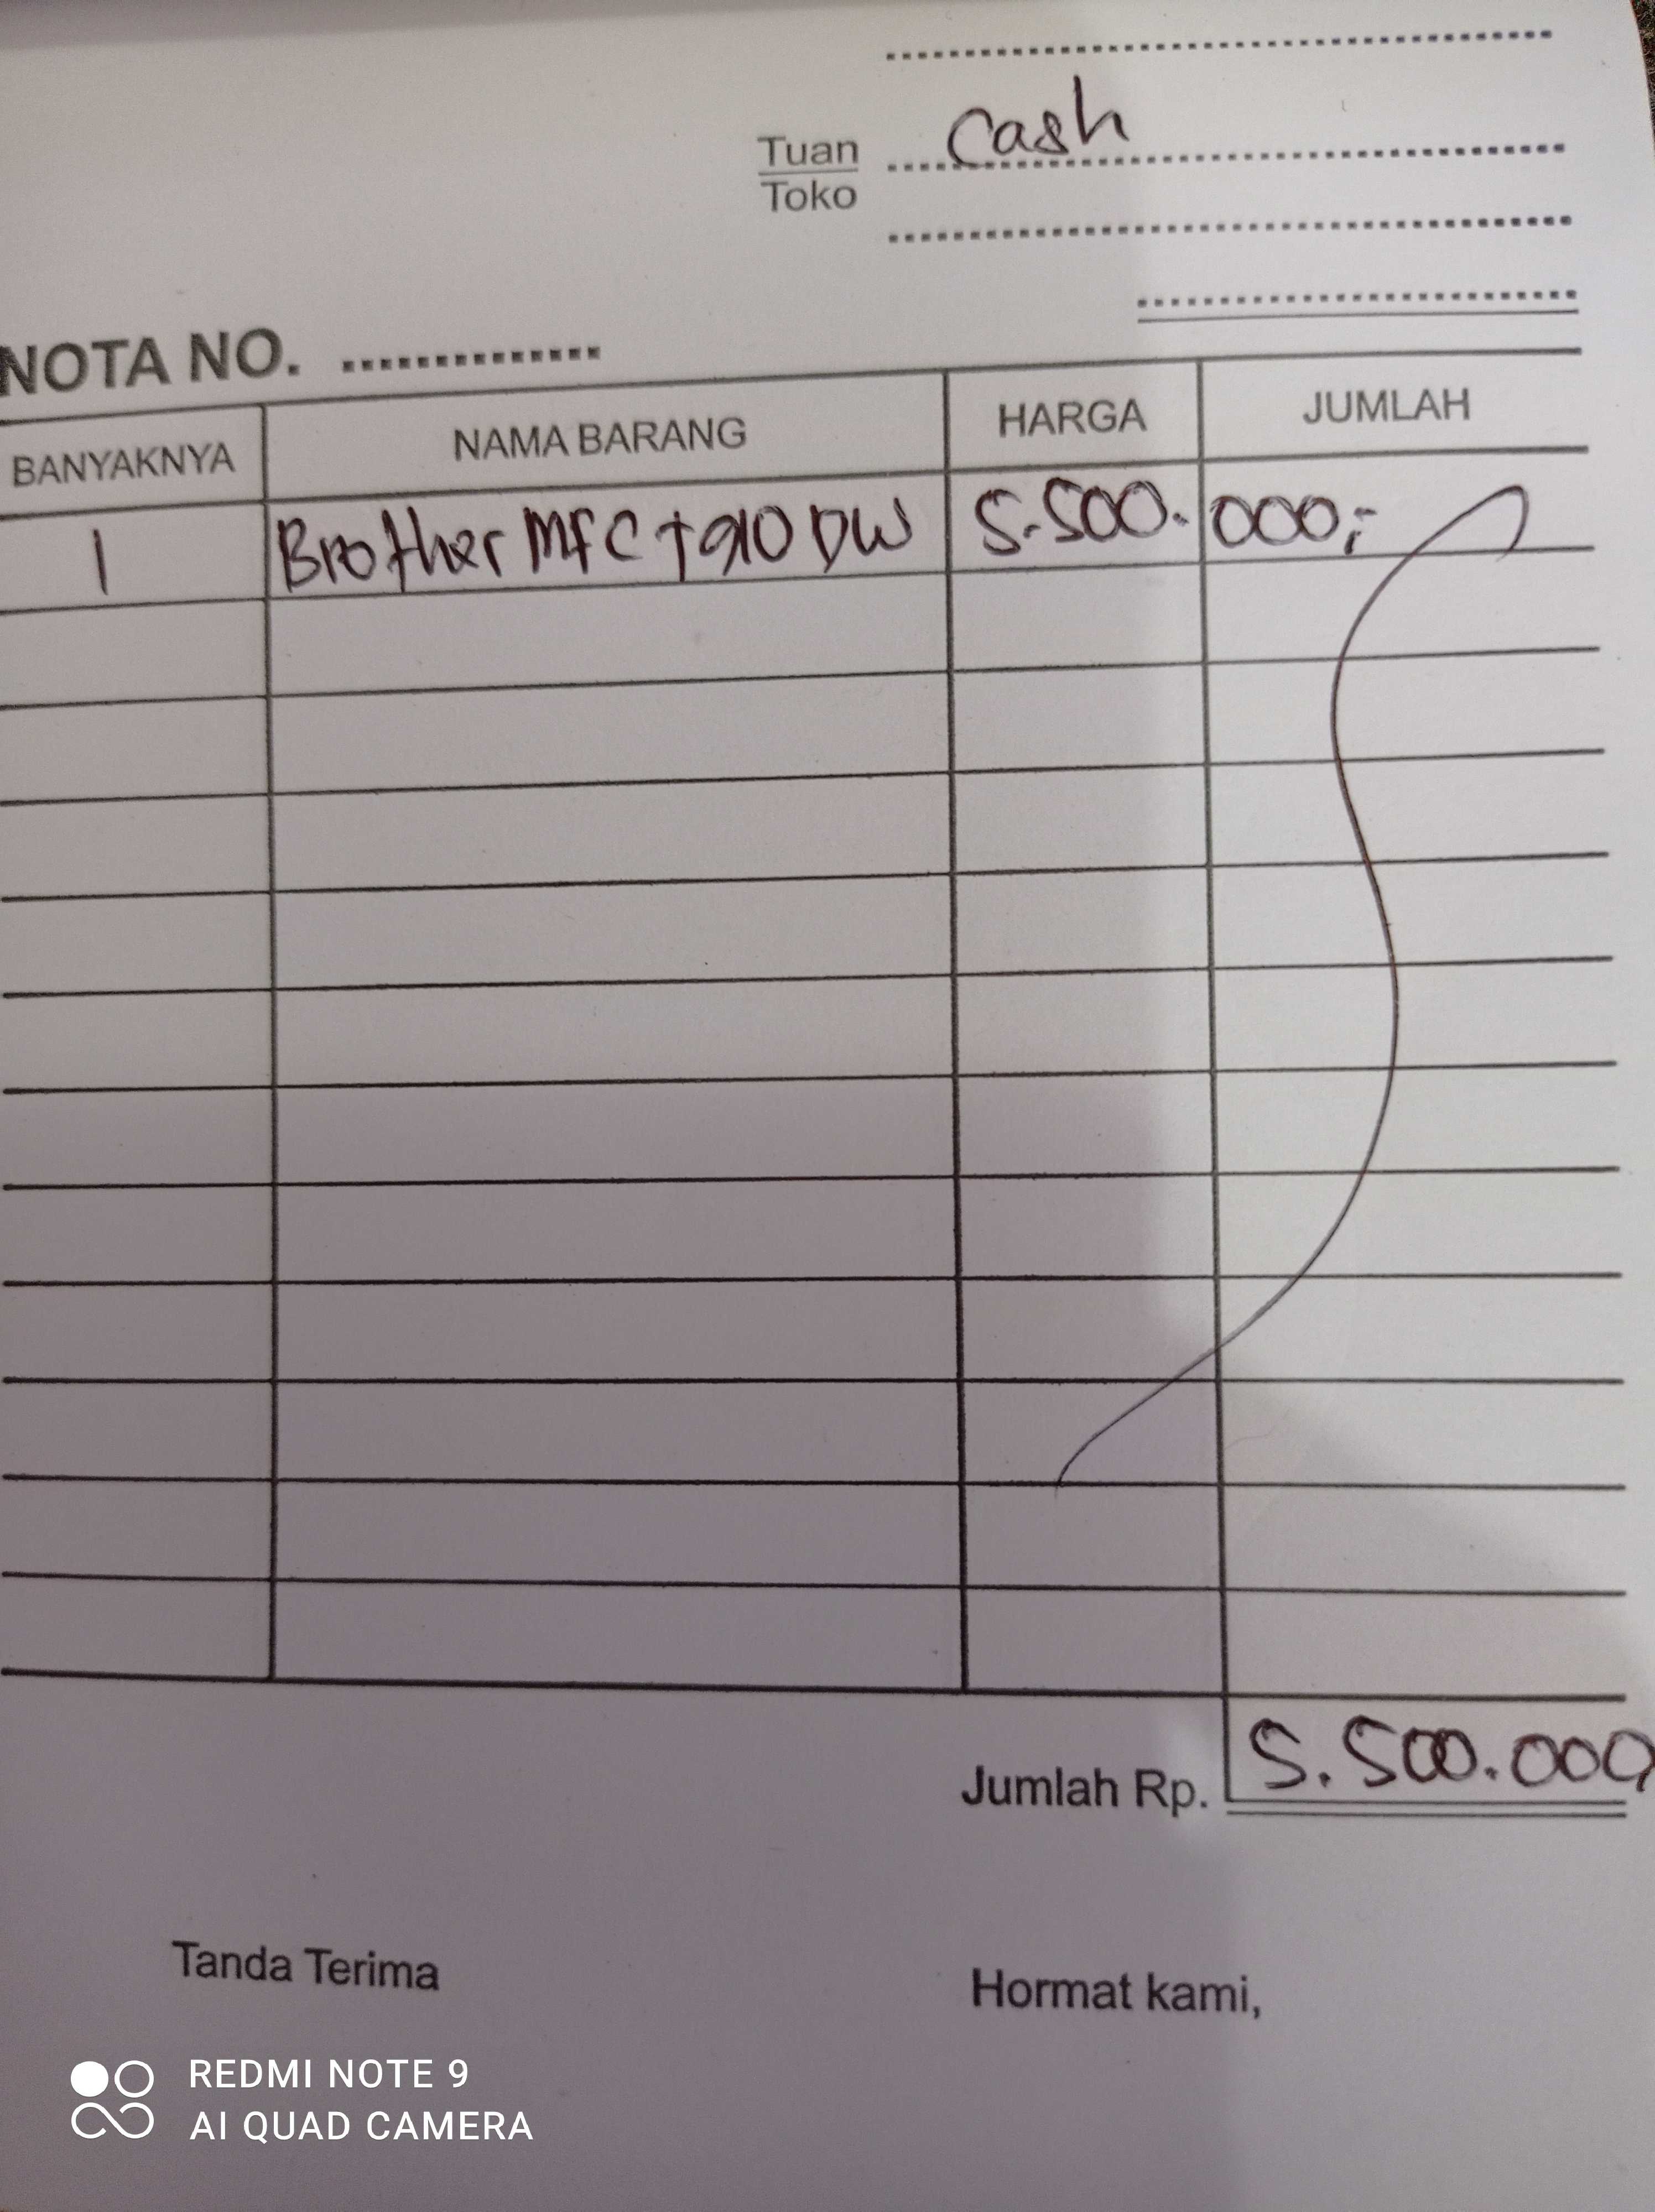 Cash
Tuan
Toko
NOTA NO. ..............
BANYAKNYA NAMA BARANG HARGA JUMLAH
1 Brother MFC T910 DW 5.500.000,-
Jumlah Rp. 5.500.000
Tanda Terima Hormat kami,
REDMI NOTE 9
AI QUAD CAMERA